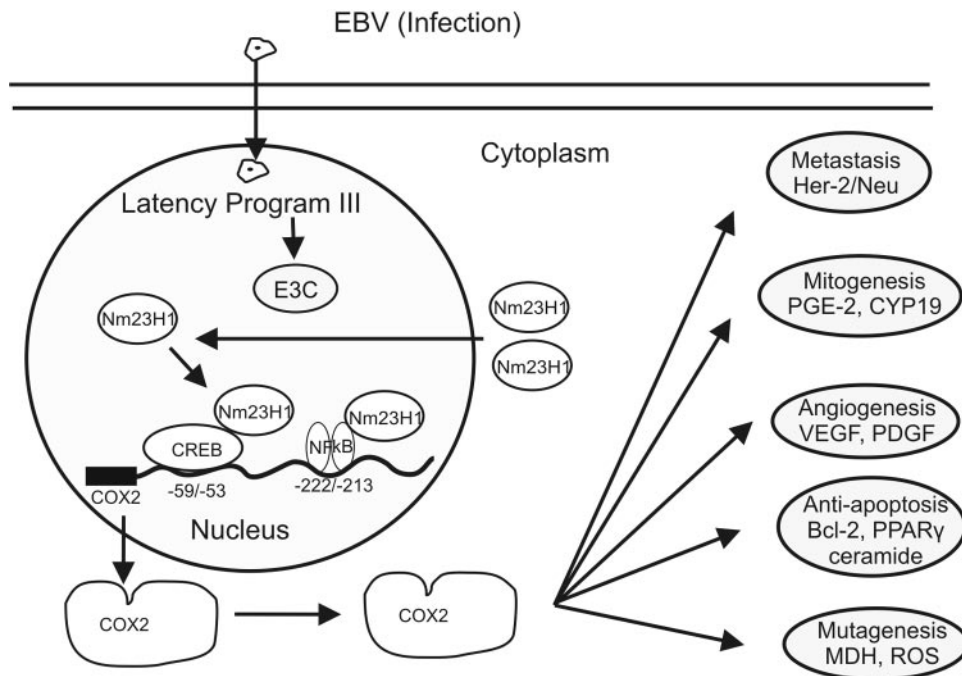 EBV (Infection)
Cytoplasm
Latency Program III
E3C
Nm23H1
Nm23H1
Nm23H1
Nm23H1
Nm23H1
CREB
NFkB
COX2
-59/-53
-222/-213
Nucleus
COX2
COX2
Metastasis
Her-2/Neu
Mitogenesis
PGE-2, CYP19
Angiogenesis
VEGF, PDGF
Anti-apoptosis
Bcl-2, PPARγ
ceramide
Mutagenesis
MDH, ROS